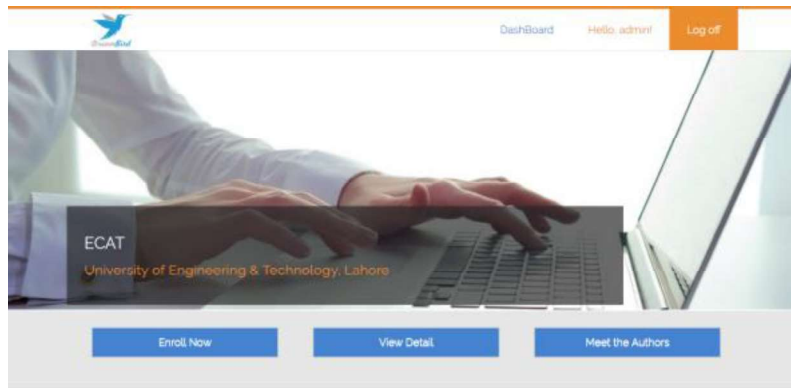 DashBoard Hello, admin! Log off
ECAT
University of Engineering & Technology, Lahore
Enroll Now View Detail Meet the Authors